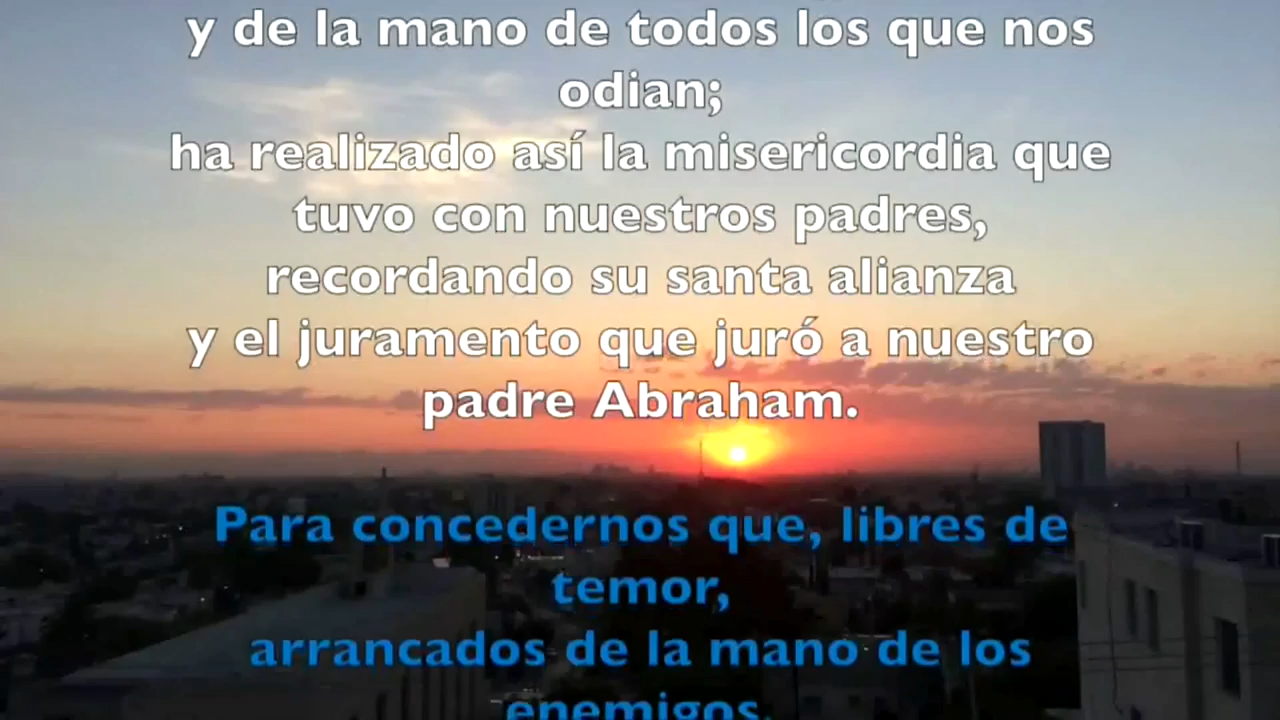 y de la mano de todos los que nos
odian;
ha realizado así la misericordia que
tuvo con nuestros padres,
recordando su santa alianza
y el juramento que juró a nuestro
padre Abraham.
Para concedernos que, libres de
temor,
arrancados de la mano de los
enemigos,